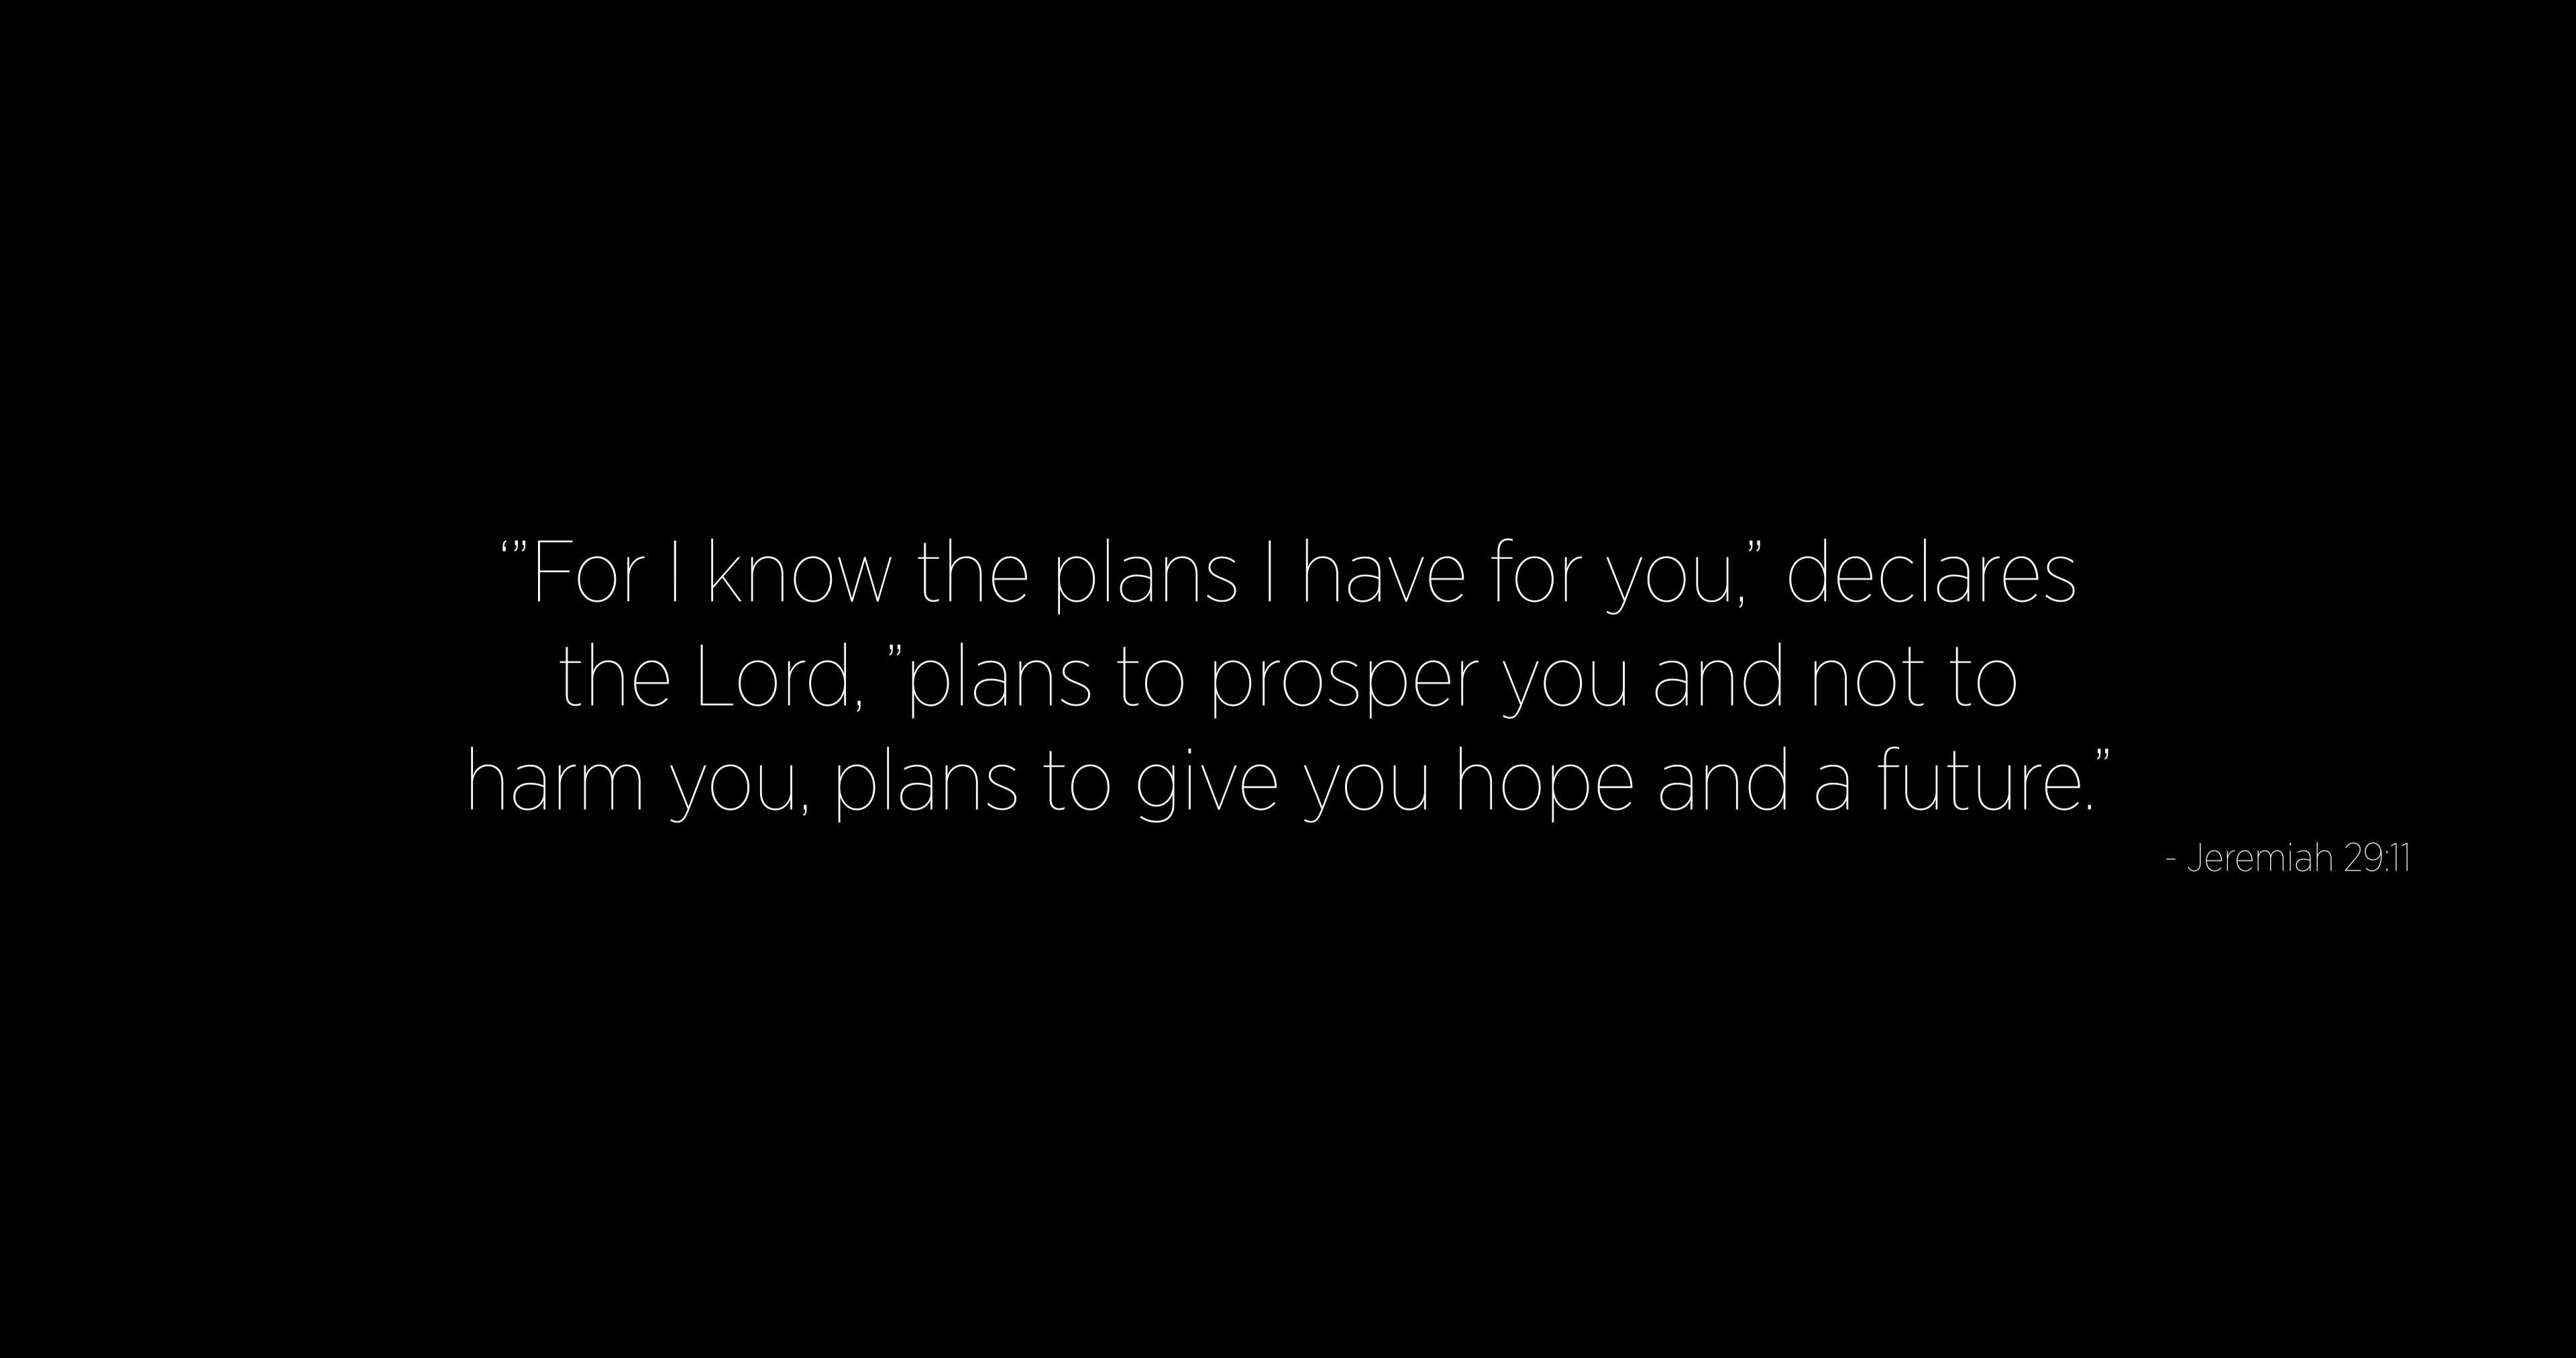 ‘”For I know the plans I have for you,” declares
the Lord, ”plans to prosper you and not to
harm you, plans to give you hope and a future.”
- Jeremiah 29:11